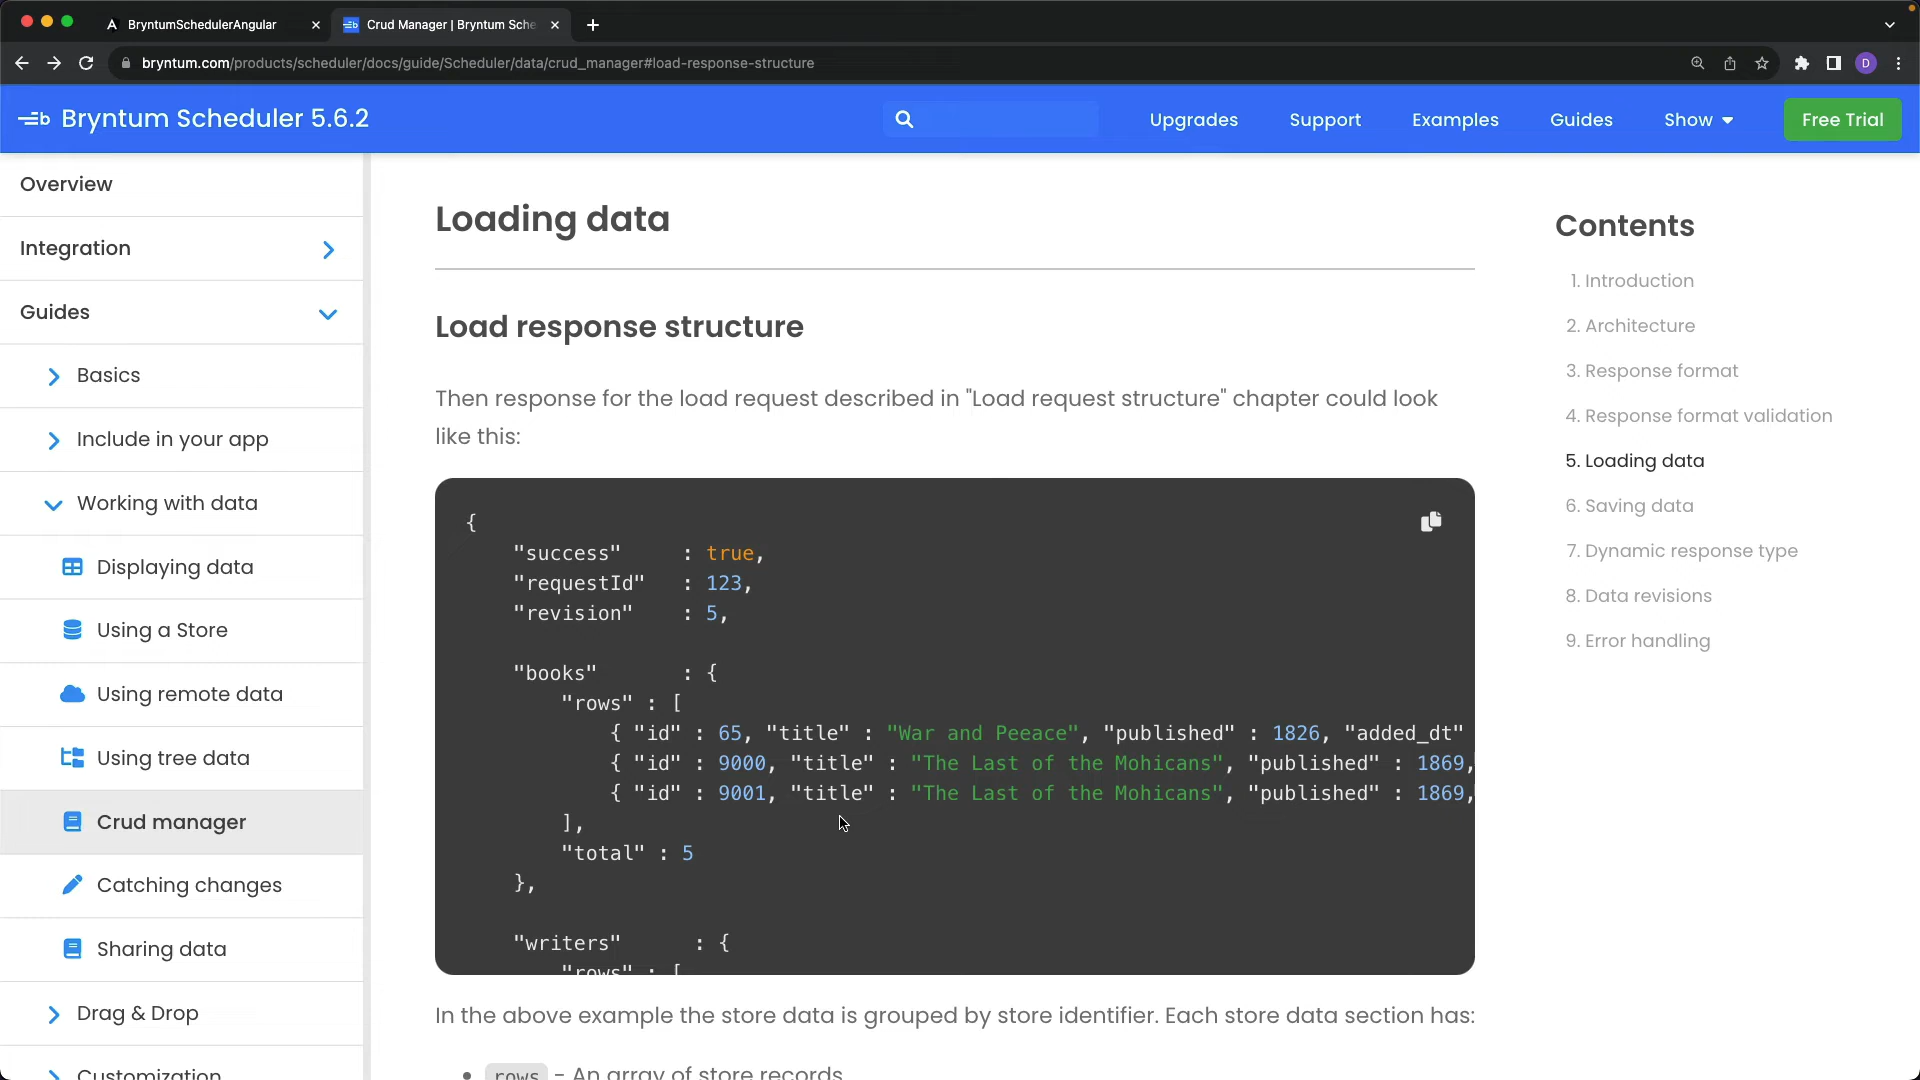 BryntumSchedulerAngular
Crud Manager | Bryntum Sche
bryntum.com/products/scheduler/docs/guide/Scheduler/data/crud_manager#load-response-structure
D
Bryntum Scheduler 5.6.2
Upgrades
Support
Examples
Guides
Show
Free Trial
Overview
Integration
Guides
Basics
Include in your app
Working with data
Displaying data
Using a Store
Using remote data
Using tree data
Crud manager
Catching changes
Sharing data
Drag & Drop
Customization
Loading data
Load response structure
Then response for the load request described in "Load request structure" chapter could look
like this:
{
"success" : true,
"requestId" : 123,
"revision" : 5,
"books" : {
"rows" : [
{ "id" : 65, "title" : "War and Peeace", "published" : 1826, "added_dt"
{ "id" : 9000, "title" : "The Last of the Mohicans", "published" : 1869,
{ "id" : 9001, "title" : "The Last of the Mohicans", "published" : 1869,
],
"total" : 5
},
"writers" : {
"rows" : [
In the above example the store data is grouped by store identifier. Each store data section has:
• rows - An array of store records
Contents
1. Introduction
2. Architecture
3. Response format
4. Response format validation
5. Loading data
6. Saving data
7. Dynamic response type
8. Data revisions
9. Error handling